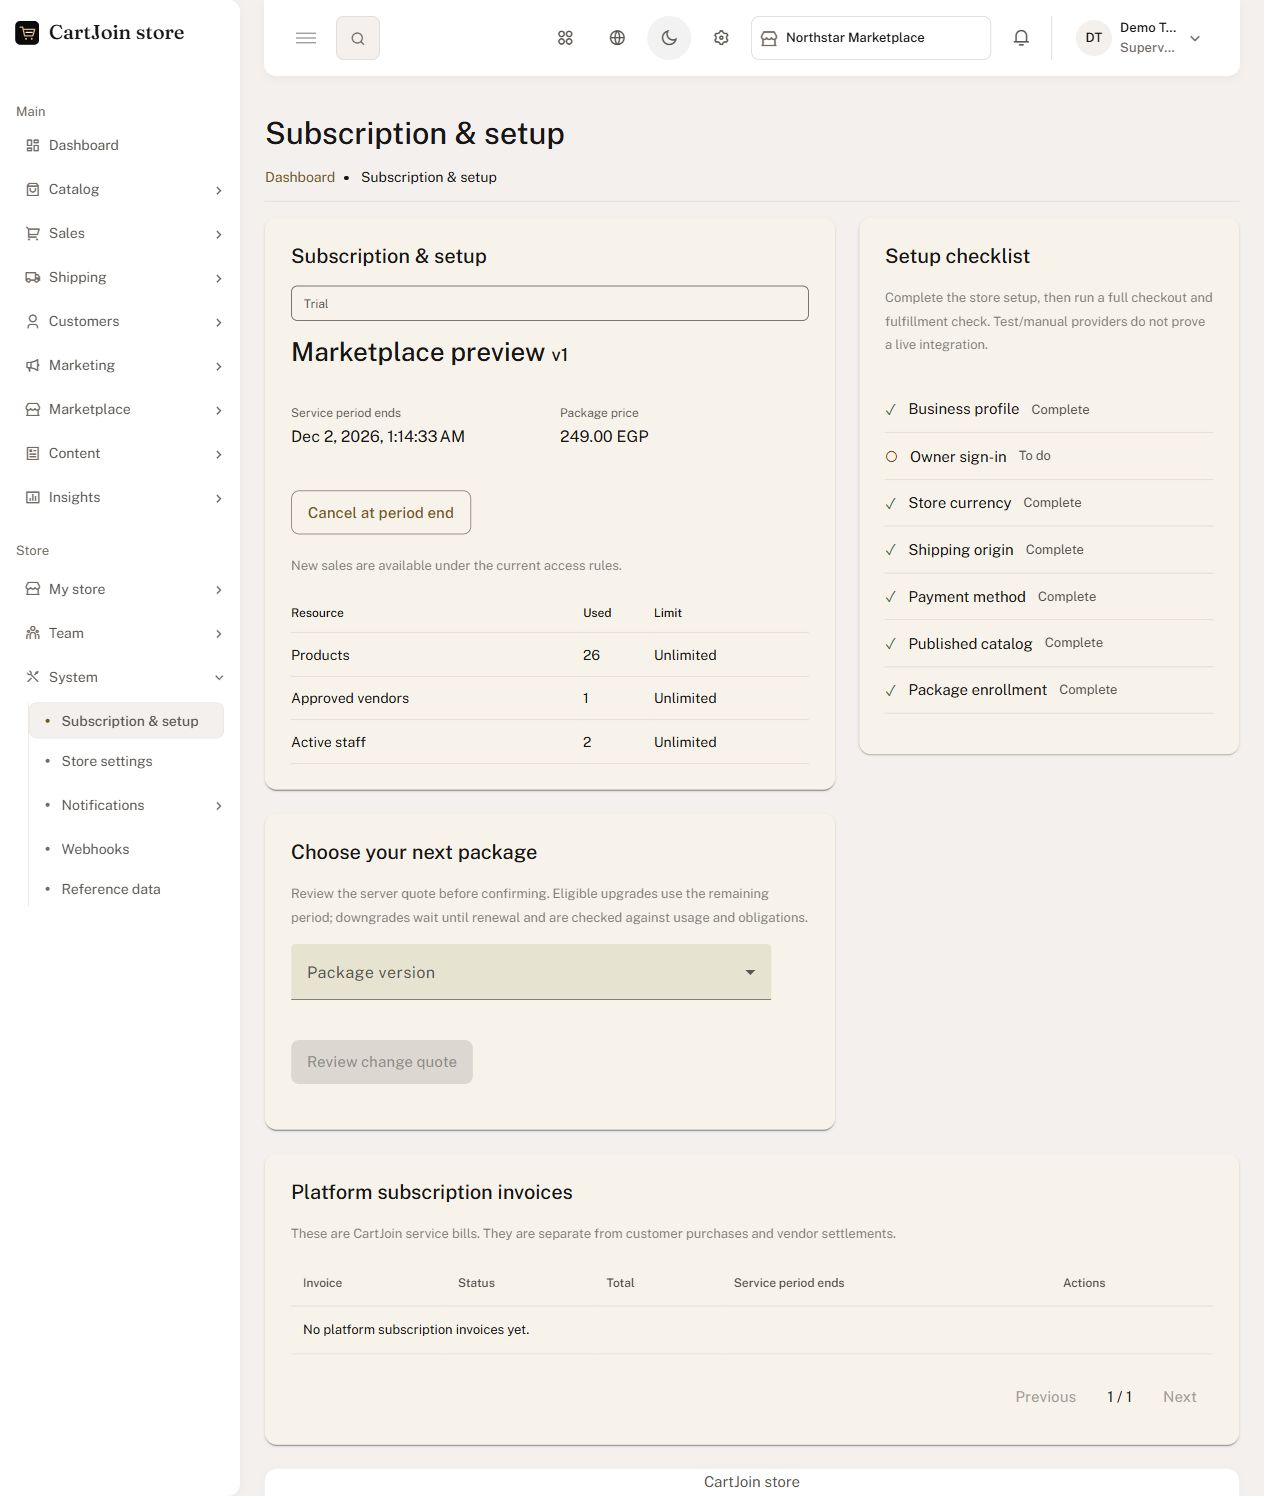 CartJoin store
Main
Dashboard
Catalog
Sales
Shipping
Customers
Marketing
Marketplace
Content
Insights
Store
My store
Team
System
Subscription & setup
Store settings
Notifications
Webhooks
Reference data
Northstar Marketplace
DT
Demo T...
Superv...
Subscription & setup
Dashboard • Subscription & setup
Subscription & setup
Trial
Marketplace preview v1
Service period ends
Dec 2, 2026, 1:14:33 AM
Package price
249.00 EGP
Cancel at period end
New sales are available under the current access rules.
Resource Used Limit
Products 26 Unlimited
Approved vendors 1 Unlimited
Active staff 2 Unlimited
Setup checklist
Complete the store setup, then run a full checkout and
fulfillment check. Test/manual providers do not prove
a live integration.
Business profile Complete
Owner sign-in To do
Store currency Complete
Shipping origin Complete
Payment method Complete
Published catalog Complete
Package enrollment Complete
Choose your next package
Review the server quote before confirming. Eligible upgrades use the remaining
period; downgrades wait until renewal and are checked against usage and obligations.
Package version
Review change quote
Platform subscription invoices
These are CartJoin service bills. They are separate from customer purchases and vendor settlements.
Invoice Status Total Service period ends Actions
No platform subscription invoices yet.
Previous 1 / 1 Next
CartJoin store